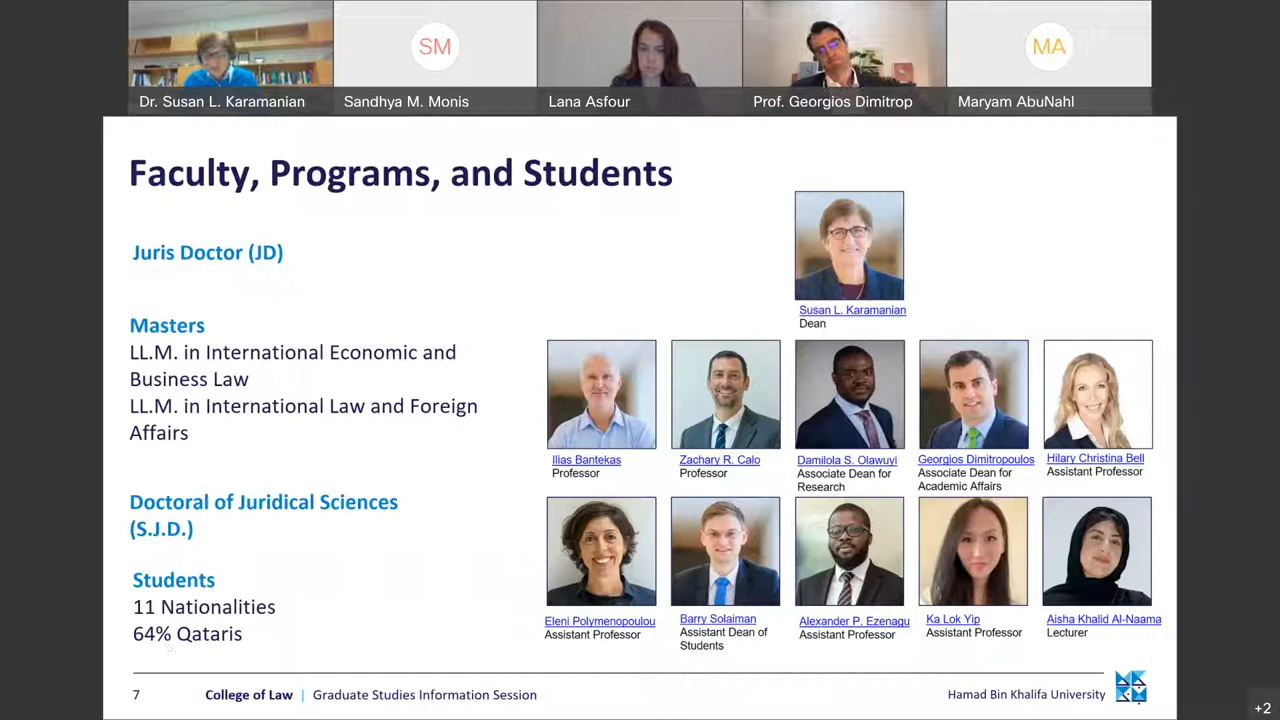 SM
MA
Dr. Susan L. Karamanian
Sandhya M. Monis
Lana Asfour
Prof. Georgios Dimitrop
Maryam AbuNahl
Faculty, Programs, and Students
Juris Doctor (JD)
Masters
LL.M. in International Economic and
Business Law
LL.M. in International Law and Foreign
Affairs
Doctoral of Juridical Sciences
(S.J.D.)
Students
11 Nationalities
64% Qataris
Susan L. Karamanian
Dean
Ilias Bantekas
Professor
Zachary R. Calo
Professor
Damilola S. Olawuyi
Associate Dean for
Research
Georgios Dimitropoulos
Associate Dean for
Academic Affairs
Hilary Christina Bell
Assistant Professor
Eleni Polymenopoulou
Assistant Professor
Barry Solaiman
Assistant Dean of
Students
Alexander P. Ezenagu
Assistant Professor
Ka Lok Yip
Assistant Professor
Aisha Khalid Al-Naama
Lecturer
7
College of Law | Graduate Studies Information Session
Hamad Bin Khalifa University
+2